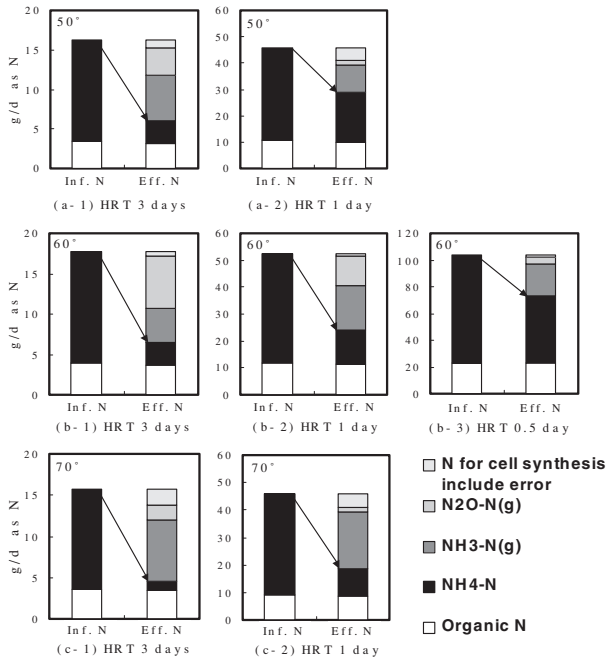 50°
20
15
10
5
0
g/d as N
Inf. N Eff. N
(a-1) HRT 3 days
50°
60
50
40
30
20
10
0
Inf. N Eff. N
(a-2) HRT 1 day
60°
20
15
10
5
0
g/d as N
Inf. N Eff. N
(b-1) HRT 3 days
60°
60
50
40
30
20
10
0
Inf. N Eff. N
(b-2) HRT 1 day
60°
120
100
80
60
40
20
0
Inf. N Eff. N
(b-3) HRT 0.5 day
70°
20
15
10
5
0
g/d as N
Inf. N Eff. N
(c-1) HRT 3 days
70°
60
50
40
30
20
10
0
Inf. N Eff. N
(c-2) HRT 1 day
N for cell synthesis
include error
N2O-N(g)
NH3-N(g)
NH4-N
Organic N